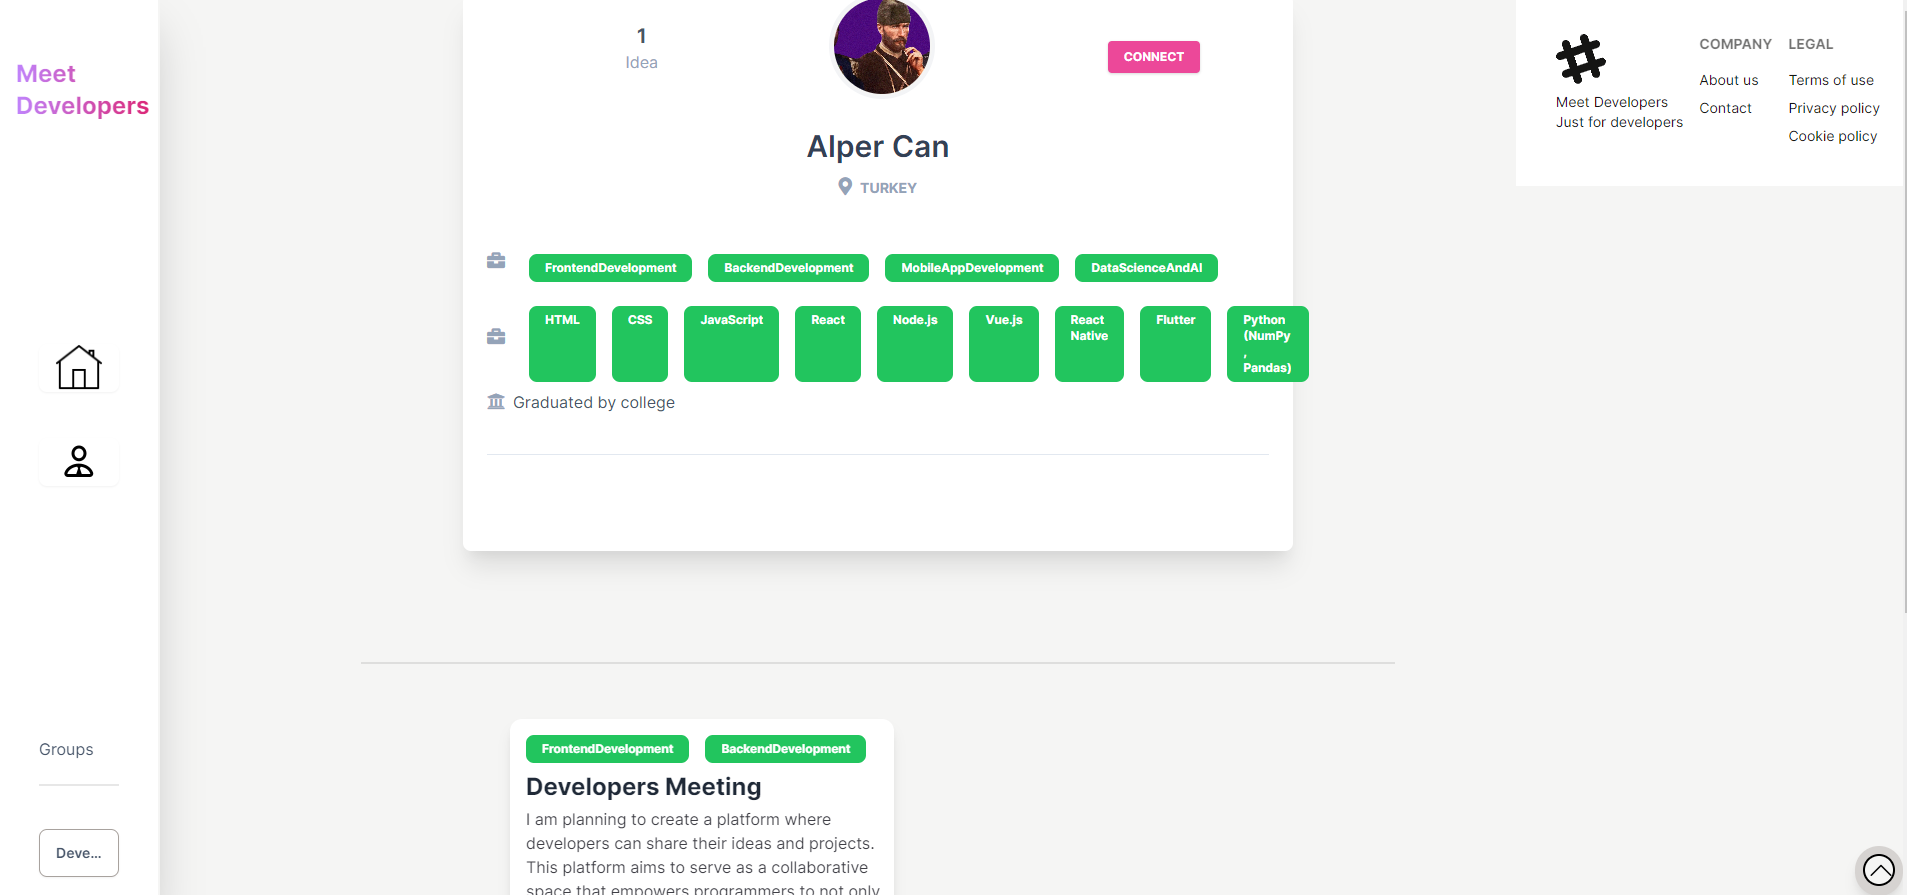 Meet
Developers
1
Idea
CONNECT
Alper Can
TURKEY
FrontendDevelopment BackendDevelopment MobileAppDevelopment DataScienceAndAI
HTML CSS JavaScript React Node.js Vue.js React Native Flutter Python (NumPy , Pandas)
Graduated by college
FrontendDevelopment BackendDevelopment
Developers Meeting
I am planning to create a platform where
developers can share their ideas and projects.
This platform aims to serve as a collaborative
space that empowers programmers to not only
Groups
Deve...
Meet Developers
Just for developers
COMPANY
About us
Contact
LEGAL
Terms of use
Privacy policy
Cookie policy